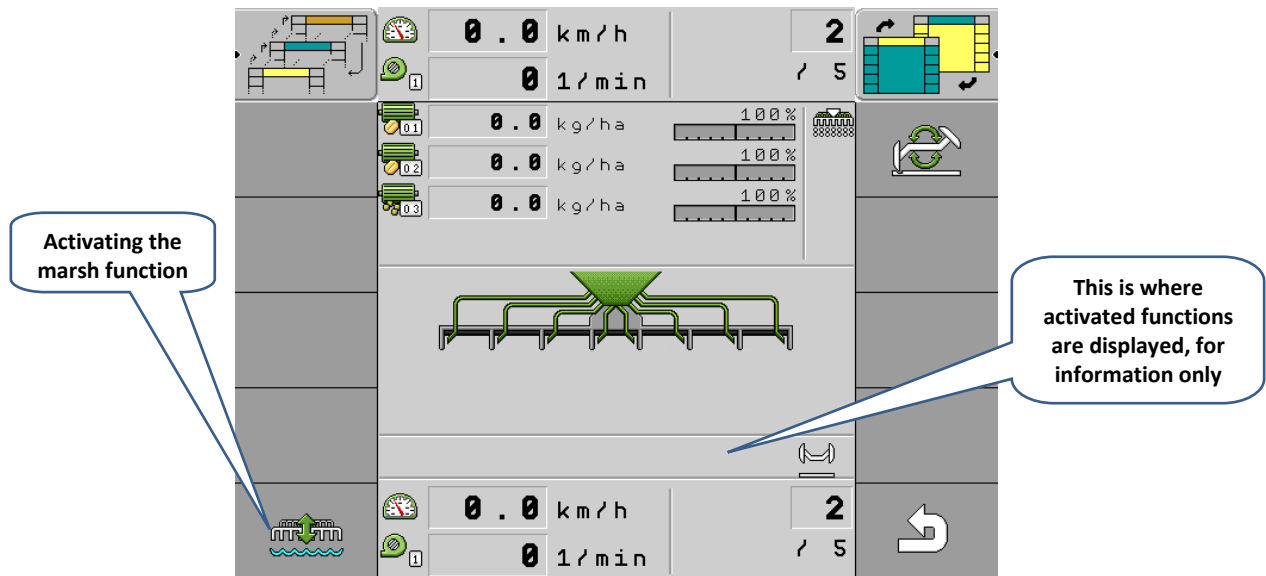 0.0 km/h
2
1
0 1/min
/ 5
01
0.0 kg/ha
100%
02
0.0 kg/ha
100%
03
0.0 kg/ha
100%
Activating the
marsh function
This is where
activated functions
are displayed, for
information only
0.0 km/h
2
1
0 1/min
/ 5